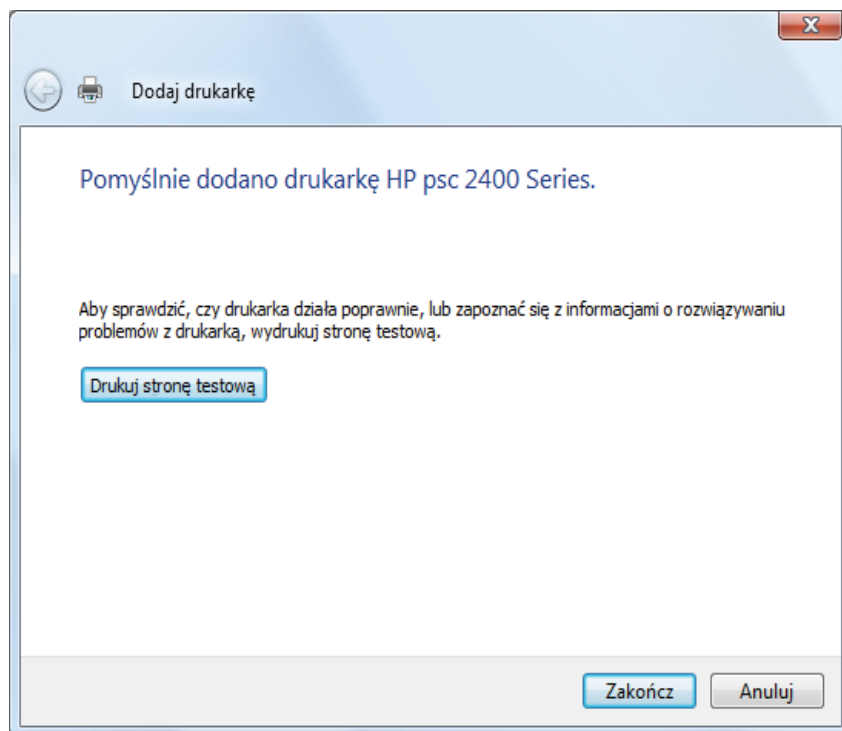 Dodaj drukarkę
Pomyślnie dodano drukarkę HP psc 2400 Series.
Aby sprawdzić, czy drukarka działa poprawnie, lub zapoznać się z informacjami o rozwiązywaniu
problemów z drukarką, wydrukuj stronę testową.
Drukuj stronę testową
Zakończ
Anuluj